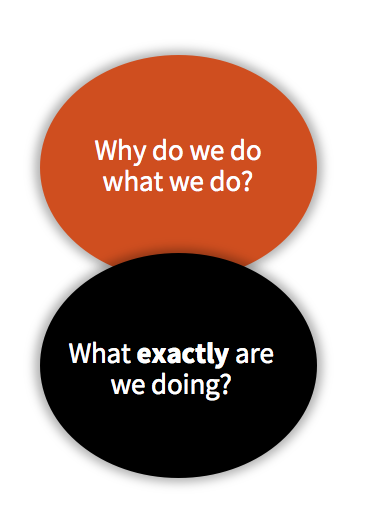 Why do we do
what we do?
What exactly are
we doing?